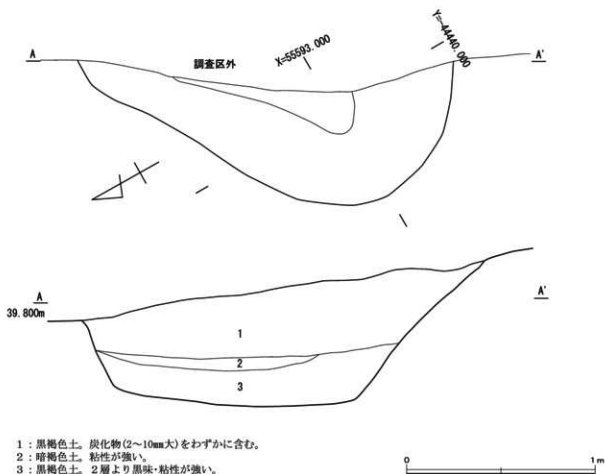 A
調査区外
X=55593.000
Y=-44440.000
A'
A
39.800m
A'
1
2
3
1：黒褐色土。炭化物(2～10mm大)をわずかに含む。
2：暗褐色土。粘性が強い。
3：黒褐色土。2層より黒味・粘性が強い。
0
1m